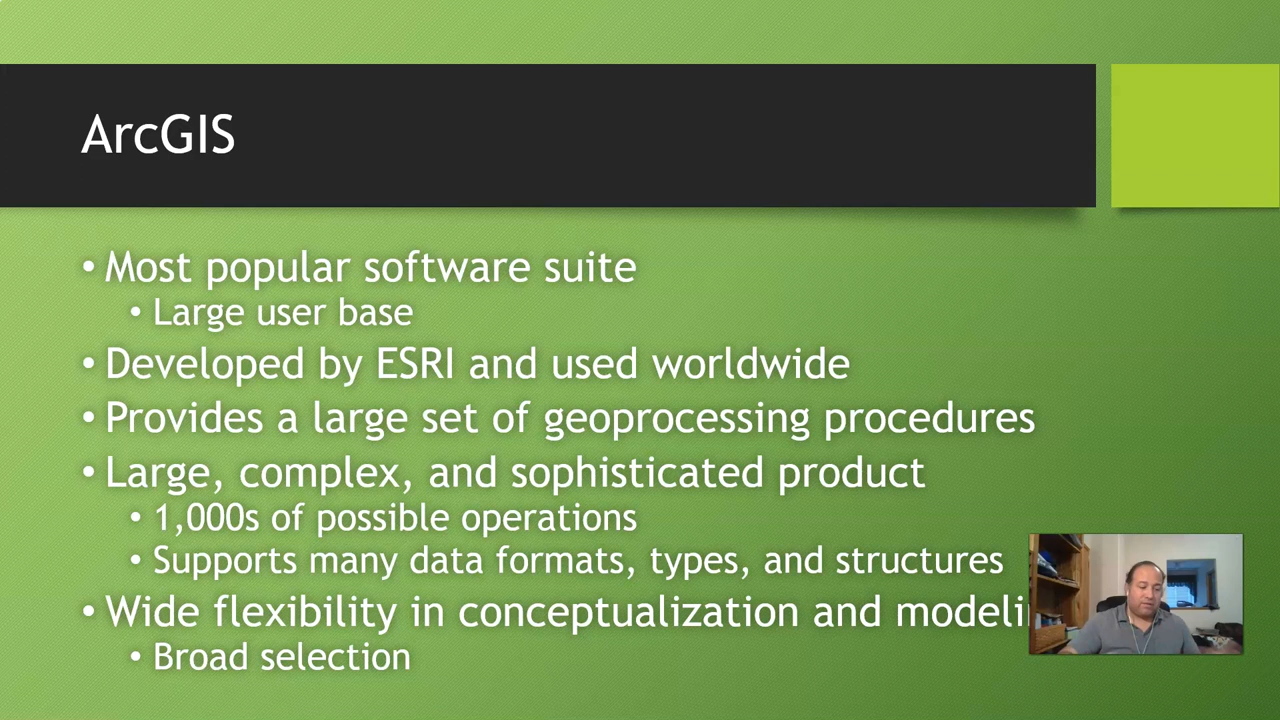 ArcGIS
• Most popular software suite
• Large user base
• Developed by ESRI and used worldwide
• Provides a large set of geoprocessing procedures
• Large, complex, and sophisticated product
• 1,000s of possible operations
• Supports many data formats, types, and structures
• Wide flexibility in conceptualization and
• Broad selection